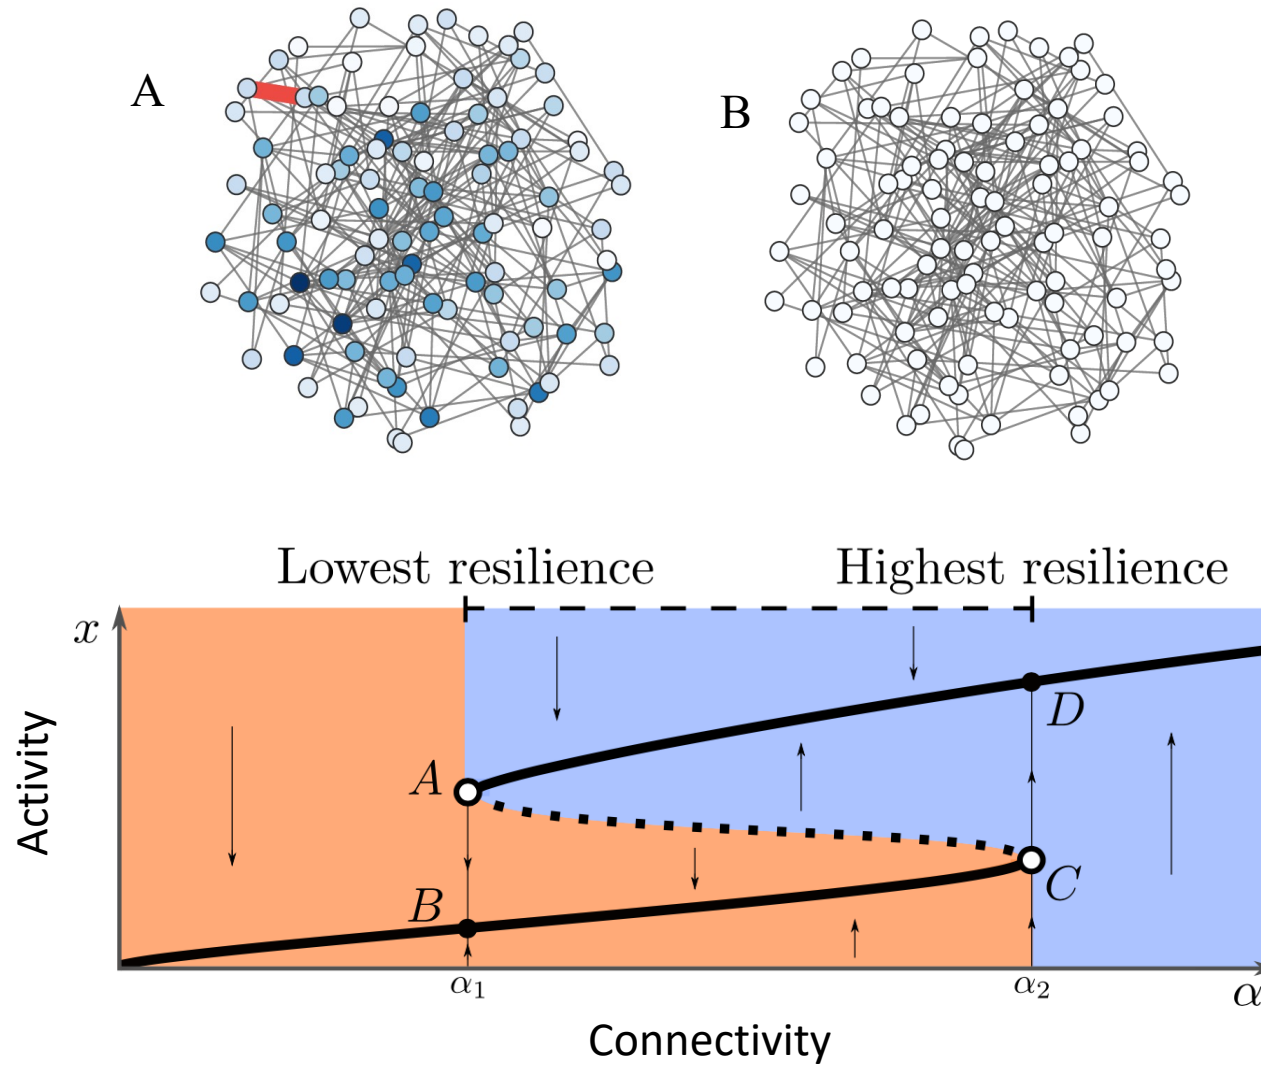 A
B
Lowest resilience
Highest resilience
x
D
A
C
B
Activity
α1
α2
α
Connectivity